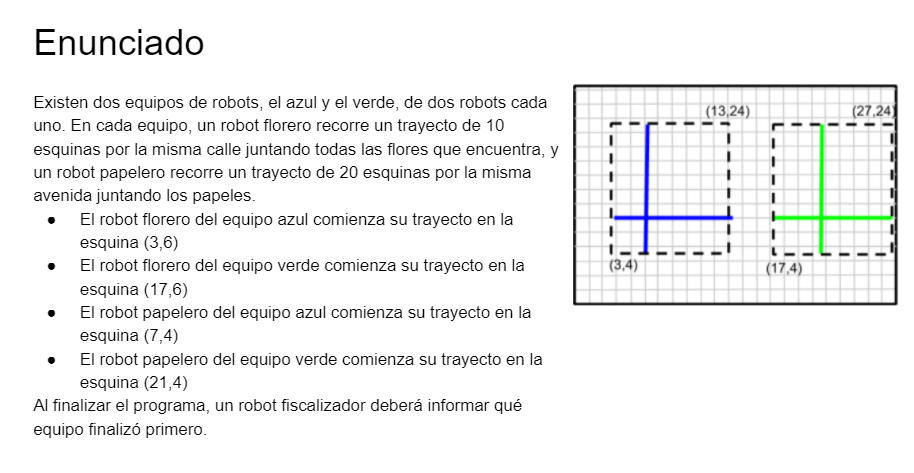 Enunciado
Existen dos equipos de robots, el azul y el verde, de dos robots cada
uno. En cada equipo, un robot florero recorre un trayecto de 10
esquinas por la misma calle juntando todas las flores que encuentra, y
un robot papelero recorre un trayecto de 20 esquinas por la misma
avenida juntando los papeles.
● El robot florero del equipo azul comienza su trayecto en la
esquina (3,6)
● El robot florero del equipo verde comienza su trayecto en la
esquina (17,6)
● El robot papelero del equipo azul comienza su trayecto en la
esquina (7,4)
● El robot papelero del equipo verde comienza su trayecto en la
esquina (21,4)
Al finalizar el programa, un robot fiscalizador deberá informar qué
equipo finalizó primero.
(13,24)
(27,24)
(3,4)
(17,4)